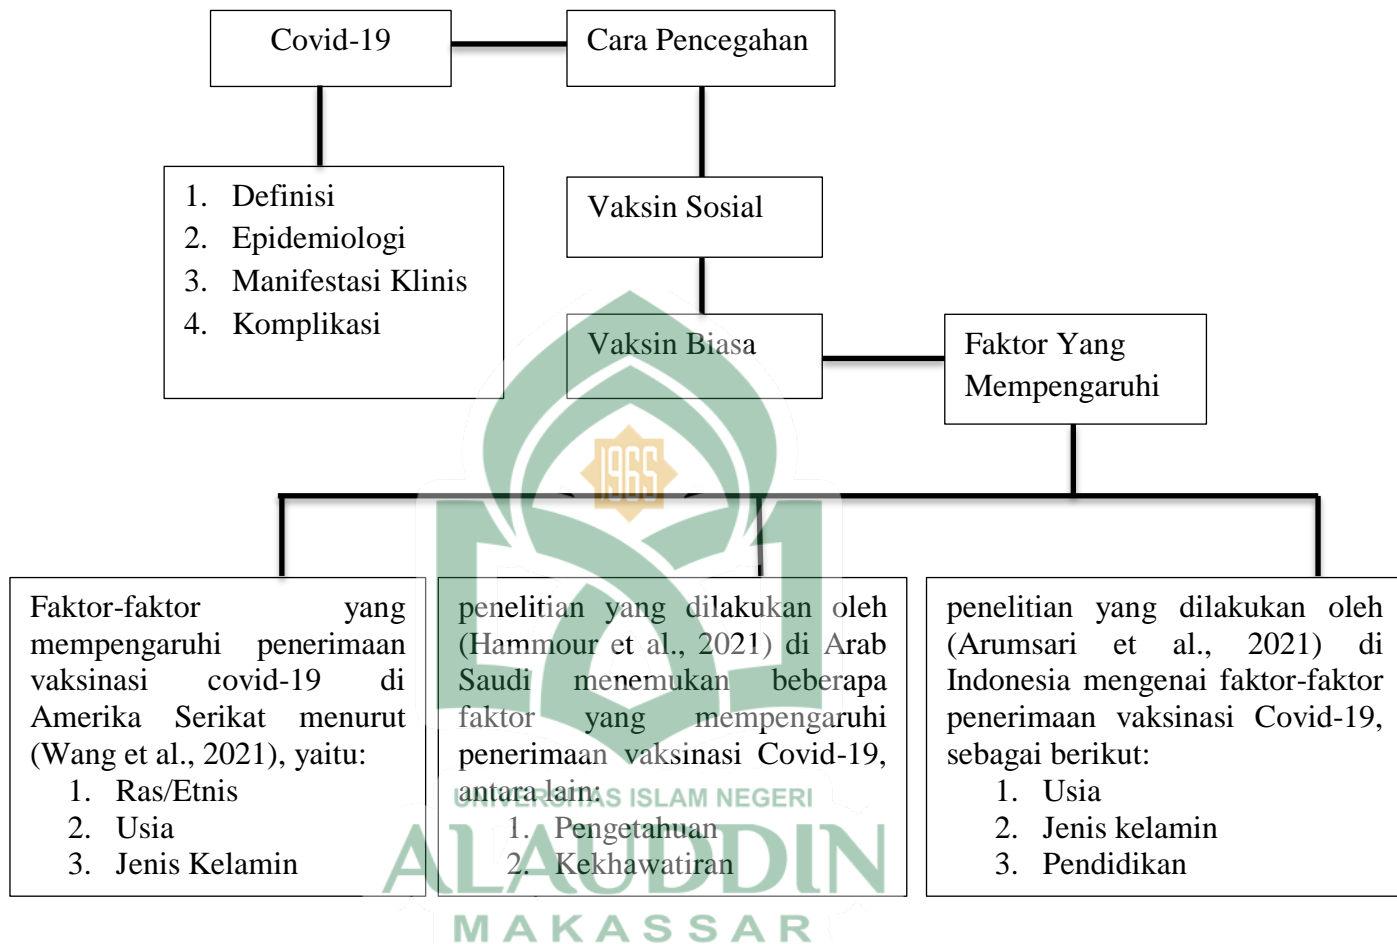 Covid-19
Cara Pencegahan
1. Definisi
2. Epidemiologi
3. Manifestasi Klinis
4. Komplikasi
Vaksin Sosial
Vaksin Biasa
Faktor Yang
Mempengaruhi
1965
Faktor-faktor yang
mempengaruhi penerimaan
vaksinasi covid-19 di
Amerika Serikat menurut
(Wang et al., 2021), yaitu:
1. Ras/Etnis
2. Usia
3. Jenis Kelamin
penelitian yang dilakukan oleh
(Hammour et al., 2021) di Arab
Saudi menemukan beberapa
faktor yang mempengaruhi
penerimaan vaksinasi Covid-19,
antara lain:
1. Pengetahuan
2. Kekhawatiran
penelitian yang dilakukan oleh
(Arumsari et al., 2021) di
Indonesia mengenai faktor-faktor
penerimaan vaksinasi Covid-19,
sebagai berikut:
1. Usia
2. Jenis kelamin
3. Pendidikan
UNIVERSITAS ISLAM NEGERI
ALAUDDIN
MAKASSAR